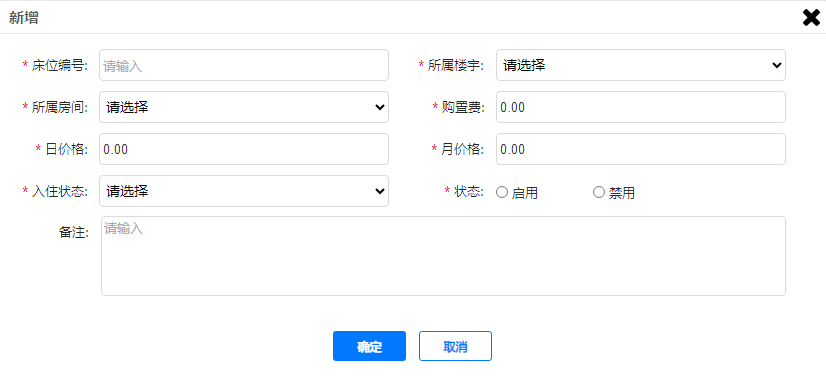 新增
* 床位编号: 请输入 * 所属楼宇: 请选择
* 所属房间: 请选择 * 购置费: 0.00
* 日价格: 0.00 * 月价格: 0.00
* 入住状态: 请选择 * 状态: 启用 禁用
备注: 请输入
确定 取消